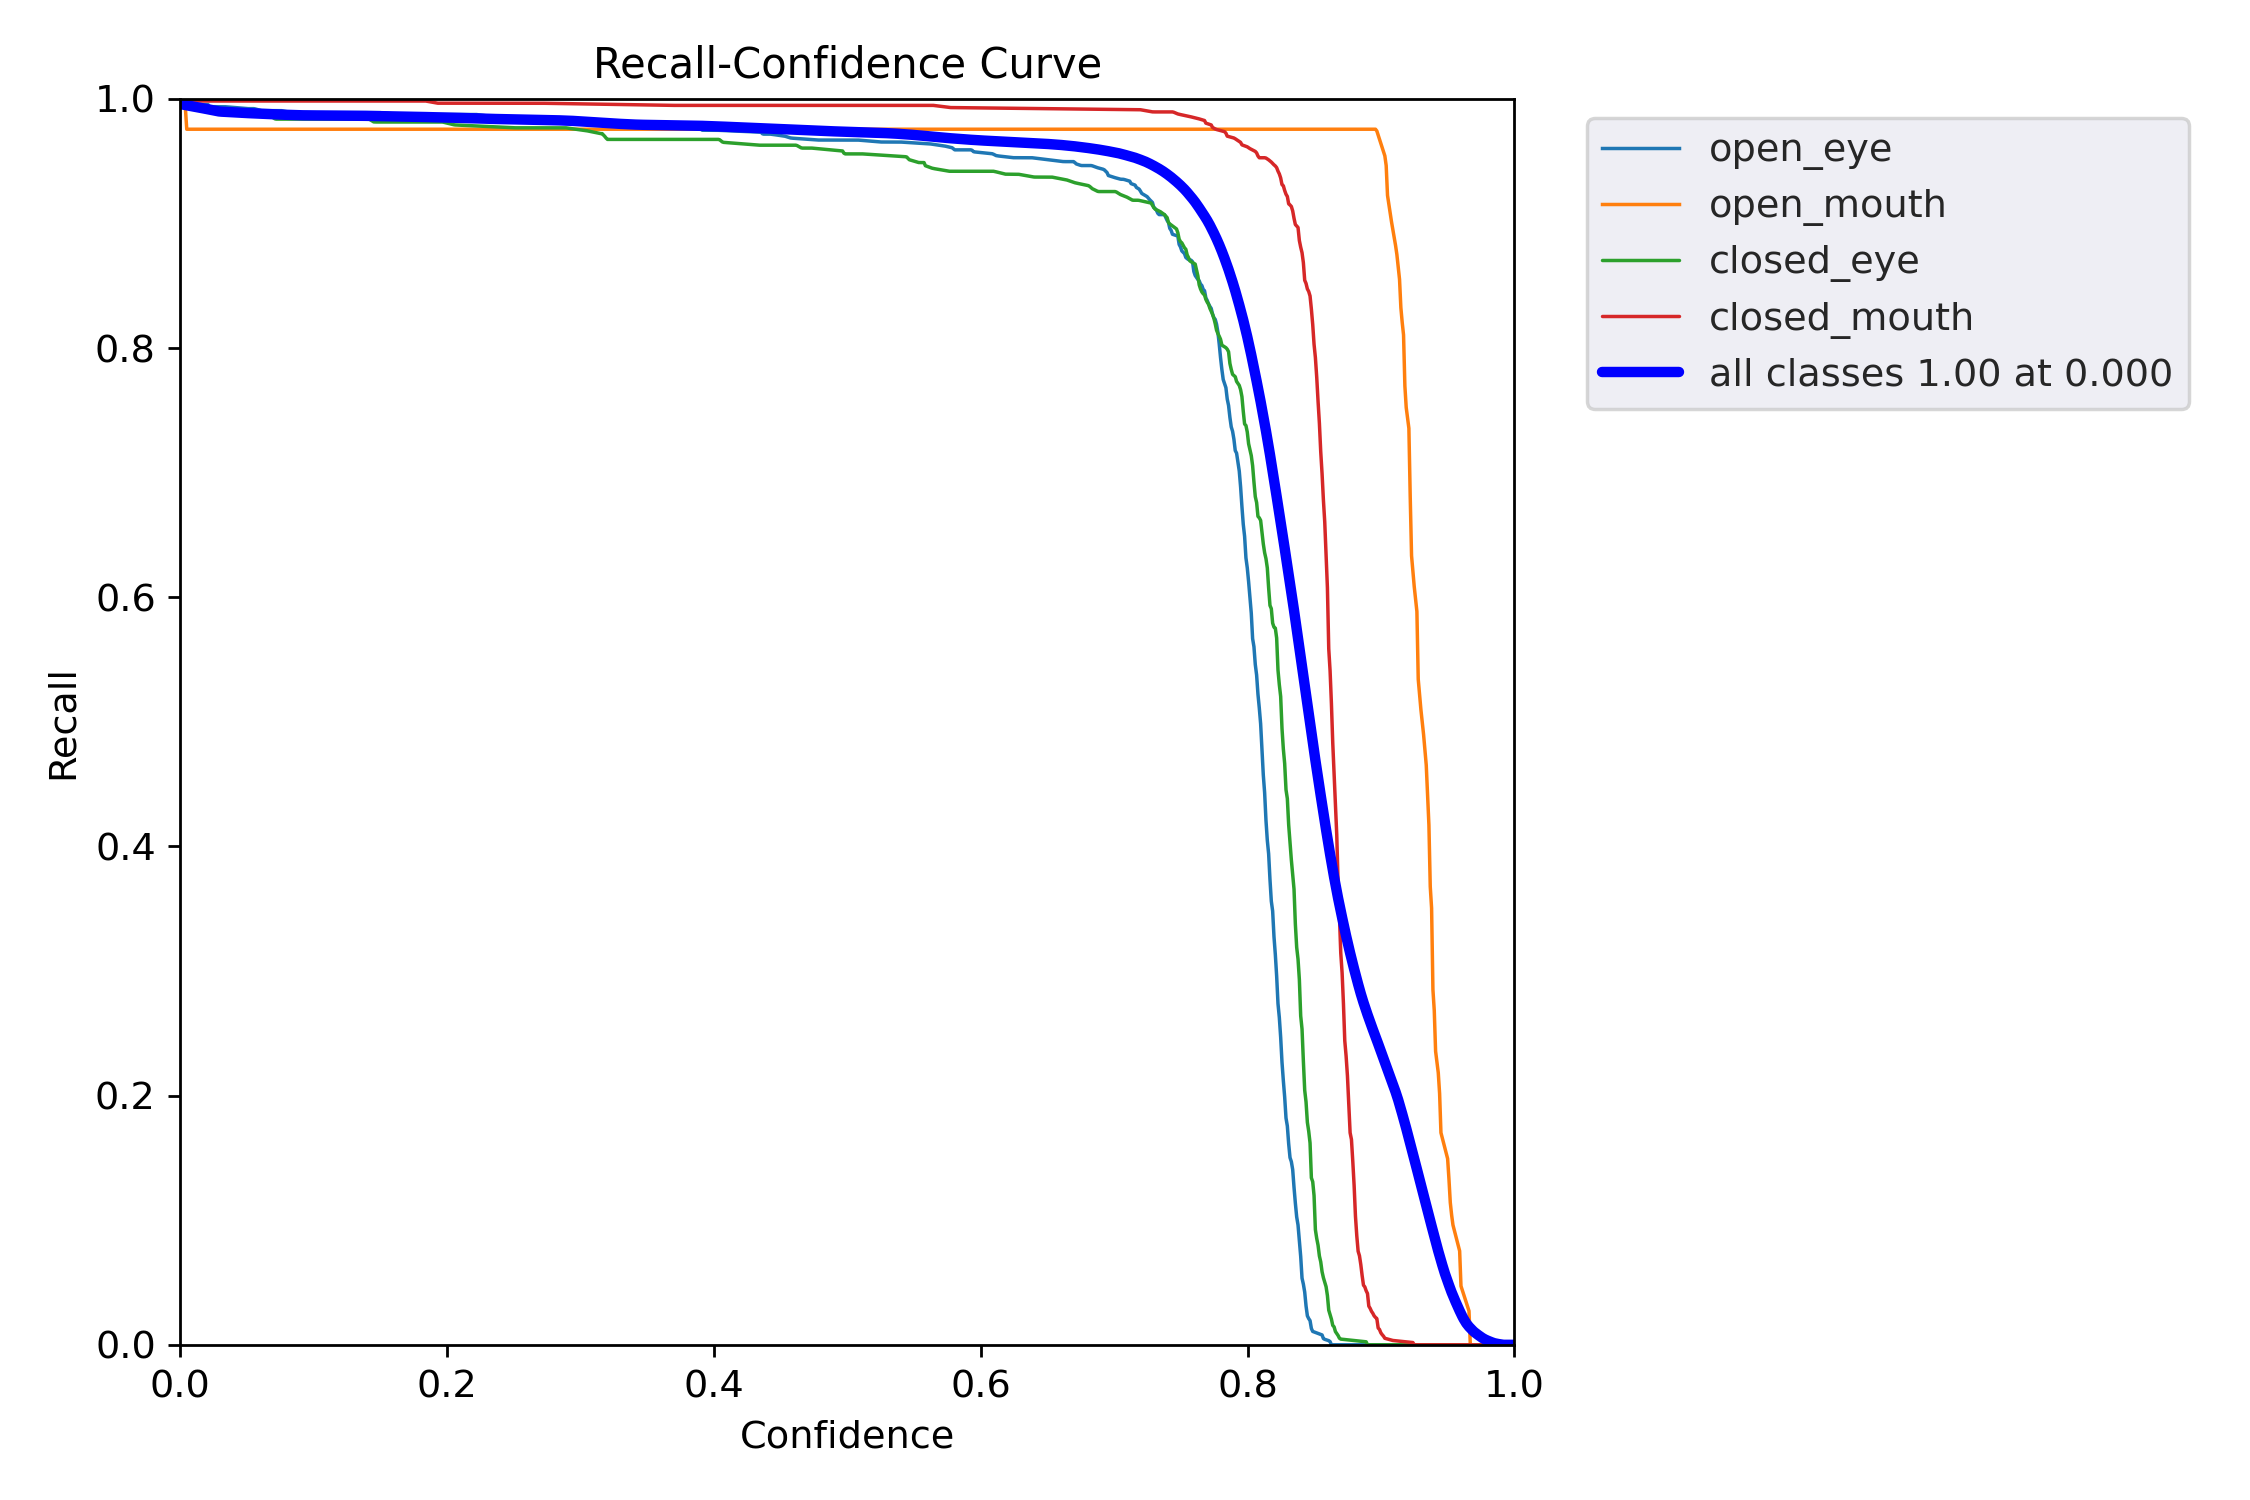 Recall-Confidence Curve
1.0
0.8
0.6
0.4
0.2
0.0
Recall
0.0 0.2 0.4 0.6 0.8 1.0
Confidence
open_eye
open_mouth
closed_eye
closed_mouth
all classes 1.00 at 0.000